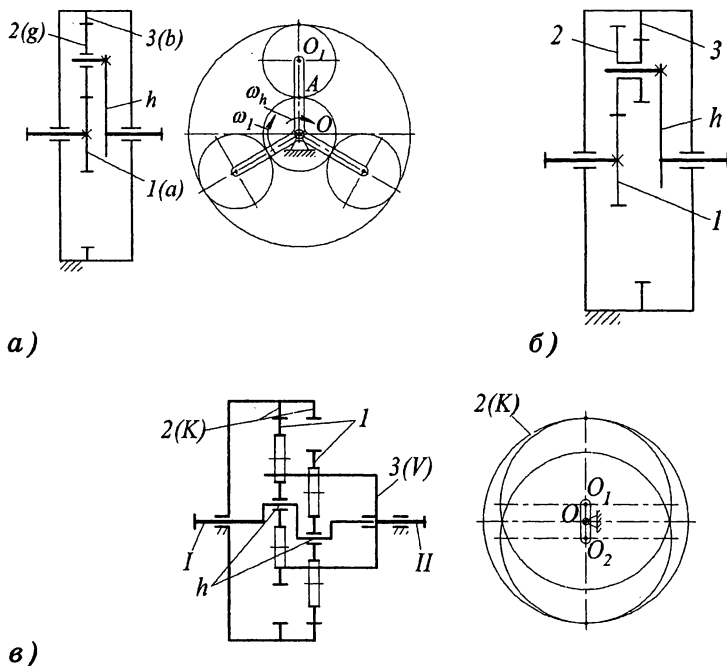 2(g)
3(b)
h
1(a)
O₁
A
ωₕ
ω₁
O
а)
2
3
h
1
б)
2(K)
1
3(V)
I
h
II
2(K)
O₁
O
O₂
в)